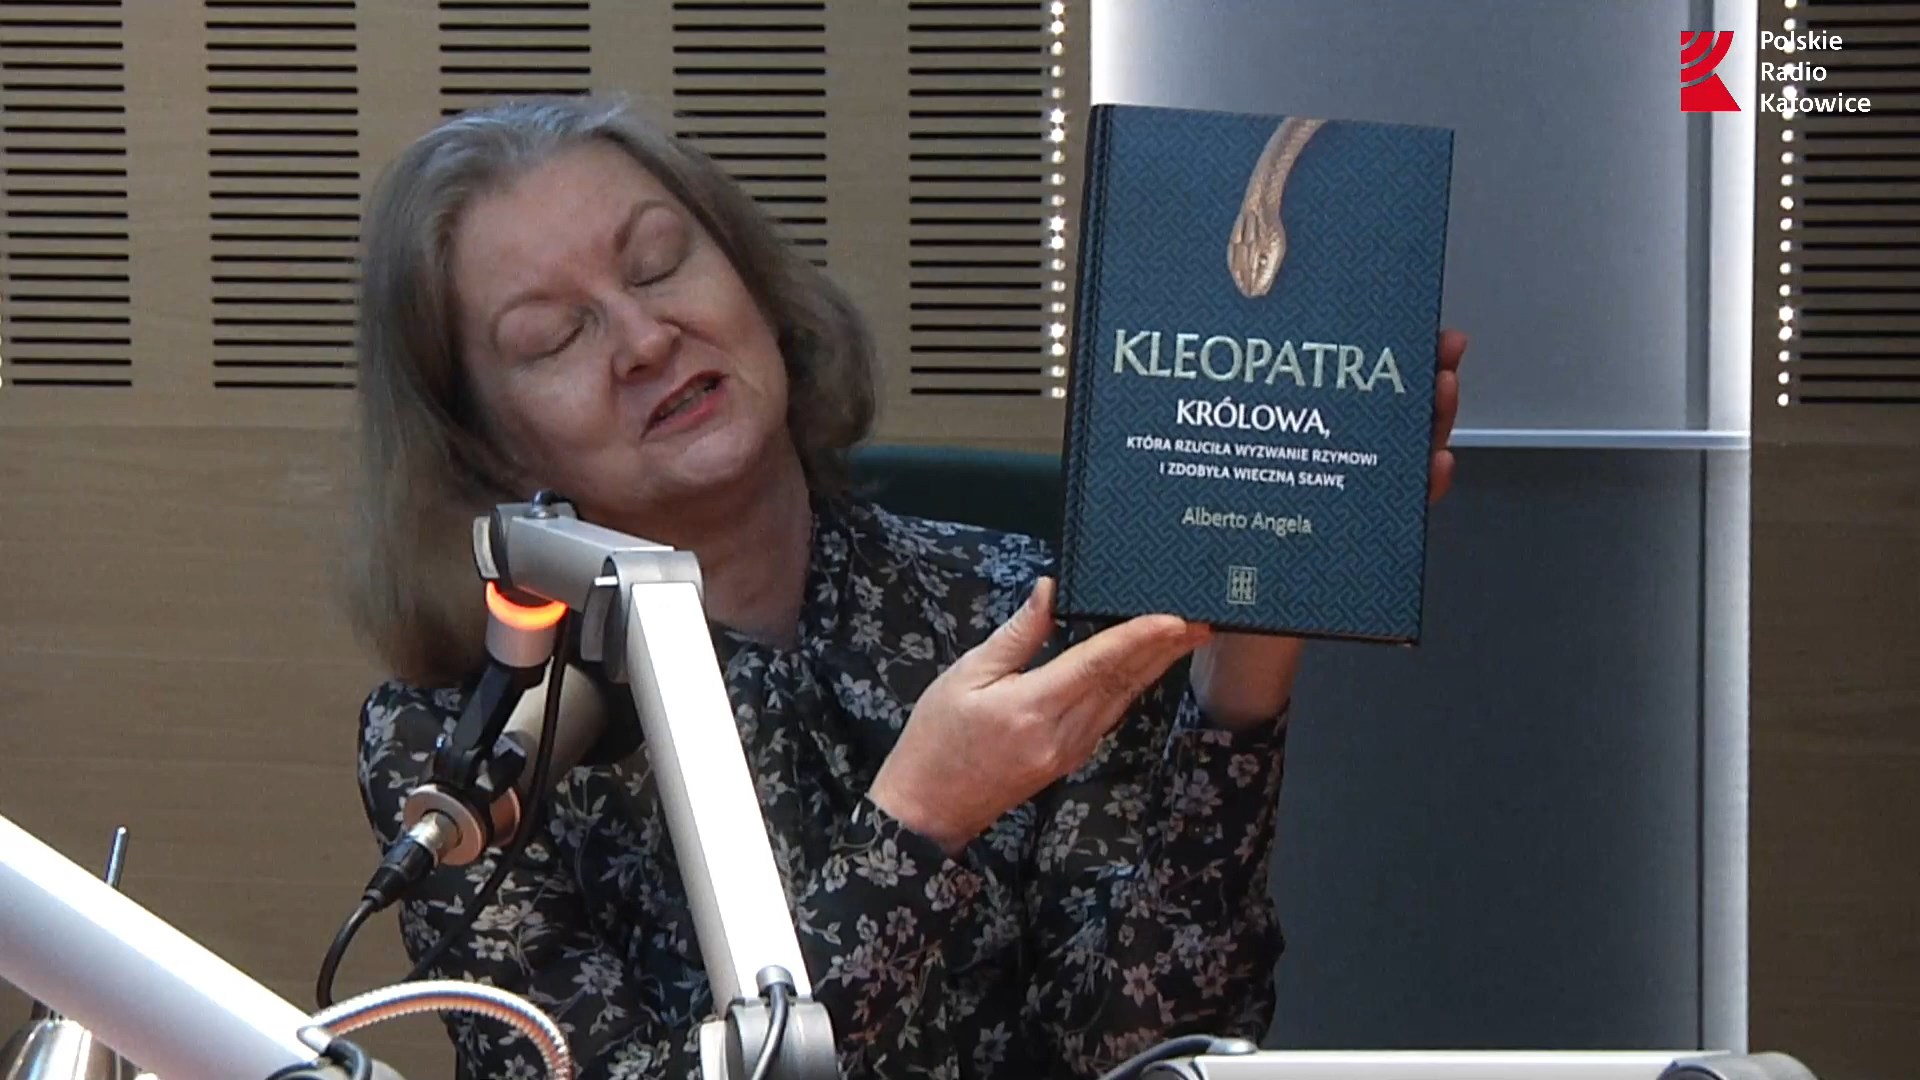 Polskie
Radio
Katowice
KLEOPATRA
KRÓLOWA,
KTÓRA RZUCIŁA WYZWANIE RZYMOWI
I ZDOBYŁA WIECZNĄ SŁAWĘ
Alberto Angela